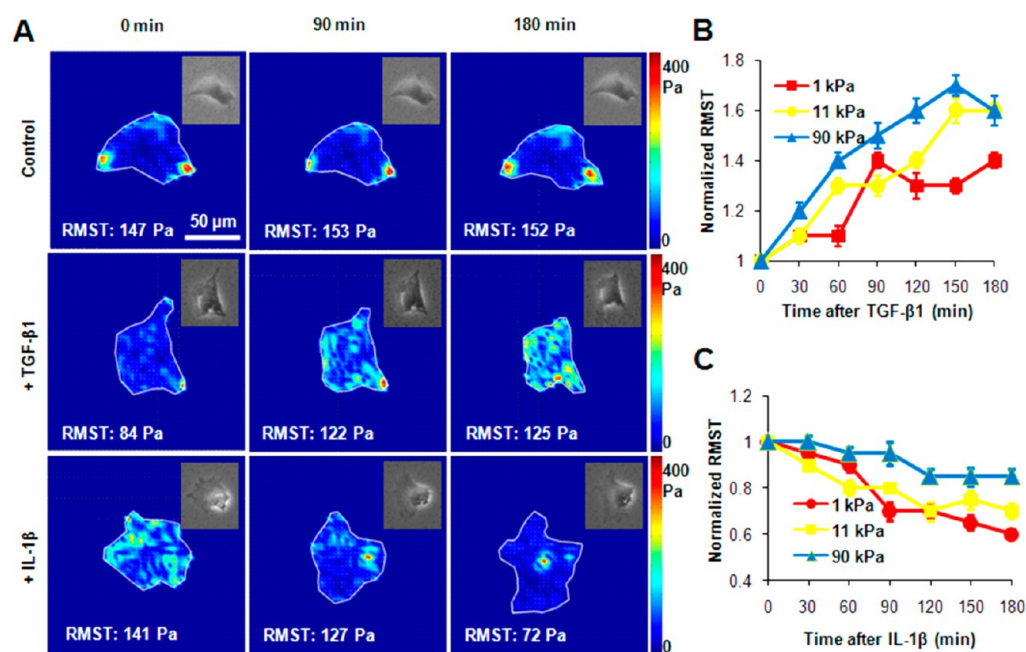 A
0 min
90 min
180 min
Control
RMST: 147 Pa
50 µm
RMST: 153 Pa
RMST: 152 Pa
400
Pa
0
+ TGF-β1
RMST: 84 Pa
RMST: 122 Pa
RMST: 125 Pa
400
Pa
0
+ IL-1β
RMST: 141 Pa
RMST: 127 Pa
RMST: 72 Pa
400
Pa
0
B
Normalized RMST
1.8
1.6
1.4
1.2
1
1 kPa
11 kPa
90 kPa
0 30 60 90 120 150 180
Time after TGF-β1 (min)
C
Normalized RMST
1.2
1
0.8
0.6
0.4
1 kPa
11 kPa
90 kPa
0 30 60 90 120 150 180
Time after IL-1β (min)